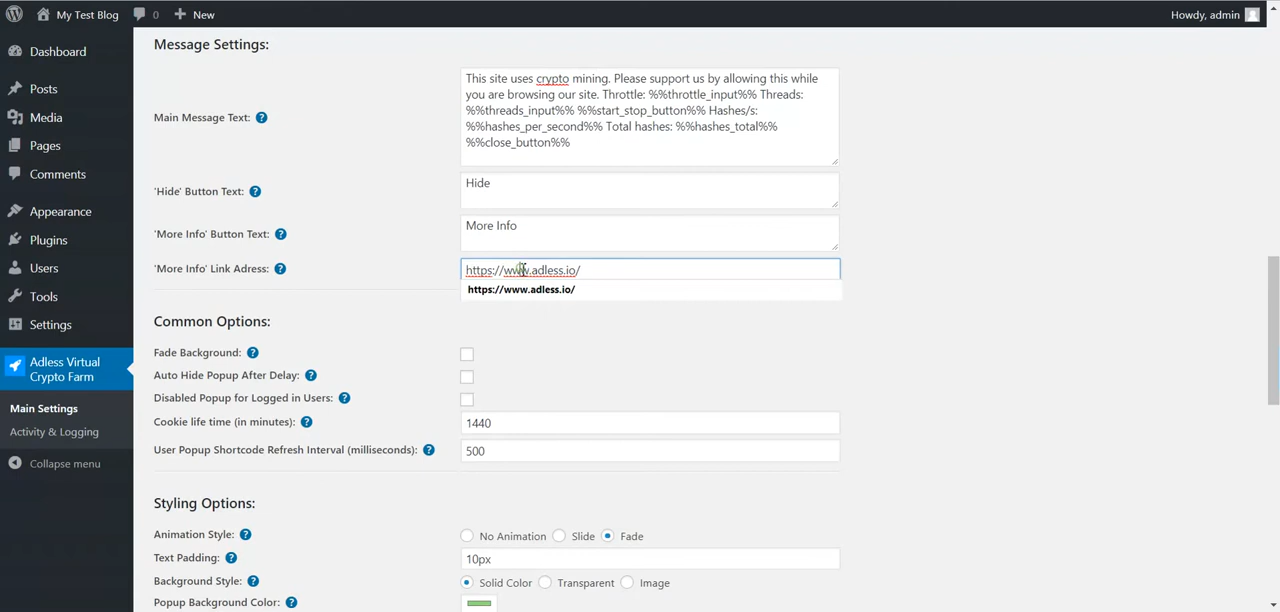 My Test Blog
0
New
Howdy, admin
Dashboard
Posts
Media
Pages
Comments
Appearance
Plugins
Users
Tools
Settings
Adless Virtual
Crypto Farm
Main Settings
Activity & Logging
Collapse menu
Message Settings:
Main Message Text: ?
This site uses crypto mining. Please support us by allowing this while
you are browsing our site. Throttle: %%throttle_input%% Threads:
%%threads_input%% %%start_stop_button%% Hashes/s:
%%hashes_per_second%% Total hashes: %%hashes_total%%
%%close_button%%
'Hide' Button Text: ?
Hide
'More Info' Button Text: ?
More Info
'More Info' Link Adress: ?
https://www.adless.io/
https://www.adless.io/
Common Options:
Fade Background: ?
Auto Hide Popup After Delay: ?
Disabled Popup for Logged in Users: ?
Cookie life time (in minutes): ?
1440
User Popup Shortcode Refresh Interval (milliseconds): ?
500
Styling Options:
Animation Style: ?
No Animation Slide Fade
Text Padding: ?
10px
Background Style: ?
Solid Color Transparent Image
Popup Background Color: ?